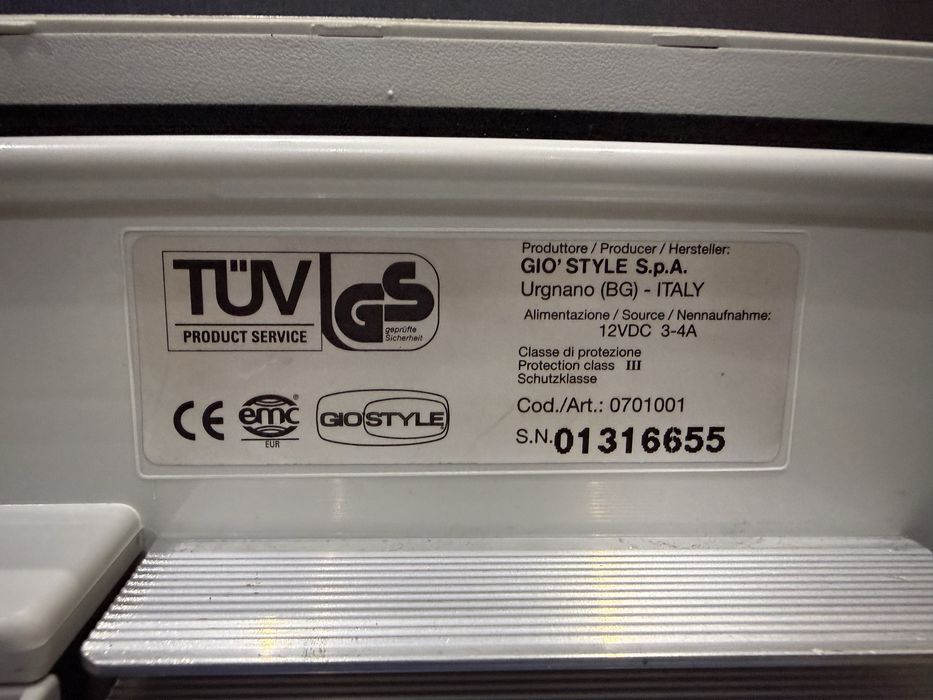 TÜV
PRODUCT SERVICE
GS
geprüfte
Sicherheit
CE
emc®
EUR
GIOSTYLE
Produttore / Producer / Hersteller:
GIO' STYLE S.p.A.
Urgnano (BG) - ITALY
Alimentazione / Source / Nennaufnahme:
12VDC 3-4A
Classe di protezione
Protection class III
Schutzklasse
Cod./Art.: 0701001
S.N. 01316655